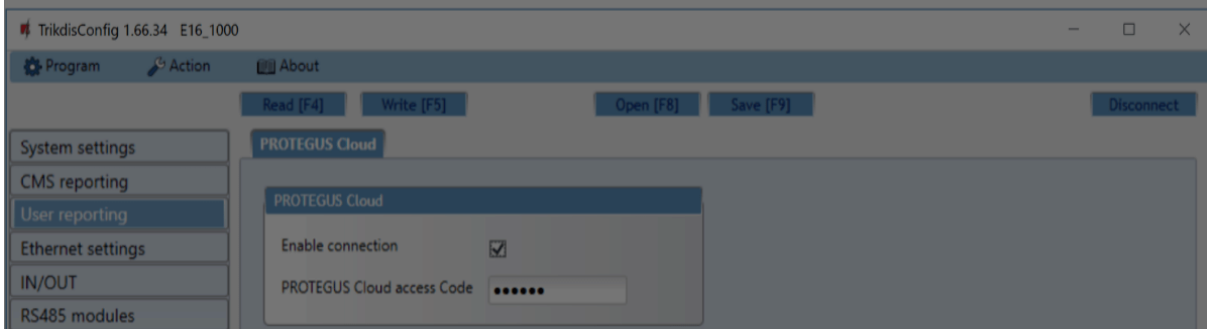 TrikdisConfig 1.66.34 E16_1000
Program Action About
Read [F4] Write [F5] Open [F8] Save [F9] Disconnect
System settings
CMS reporting
User reporting
Ethernet settings
IN/OUT
RS485 modules
PROTEGUS Cloud
PROTEGUS Cloud
Enable connection
PROTEGUS Cloud access Code ••••••